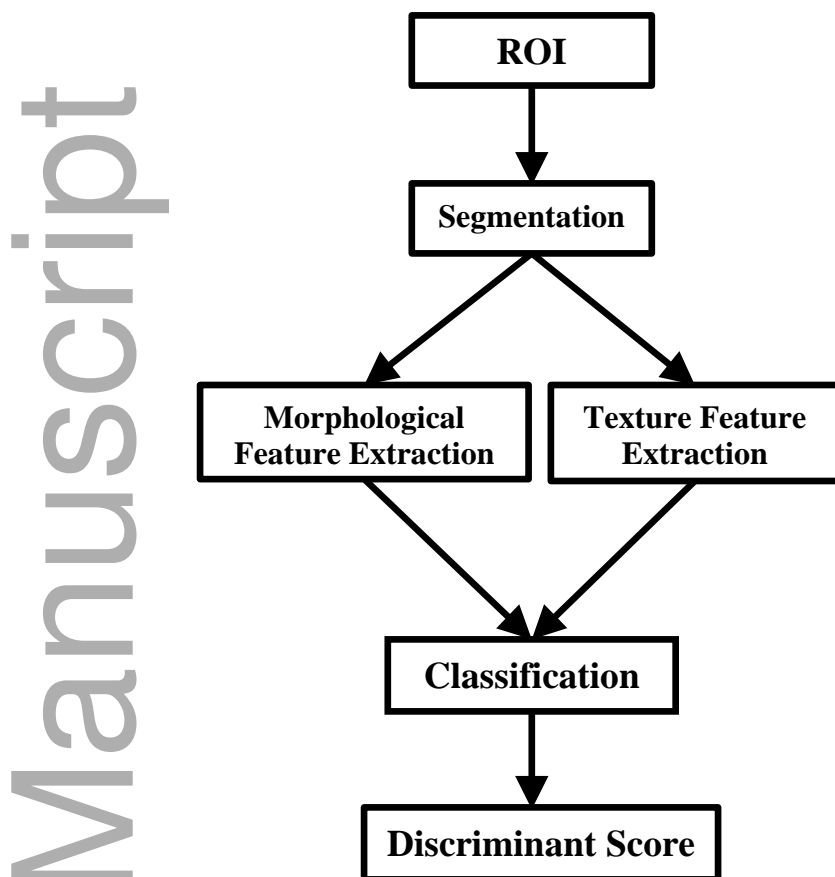 Manuscript
ROI
Segmentation
Morphological
Feature Extraction
Texture Feature
Extraction
Classification
Discriminant Score